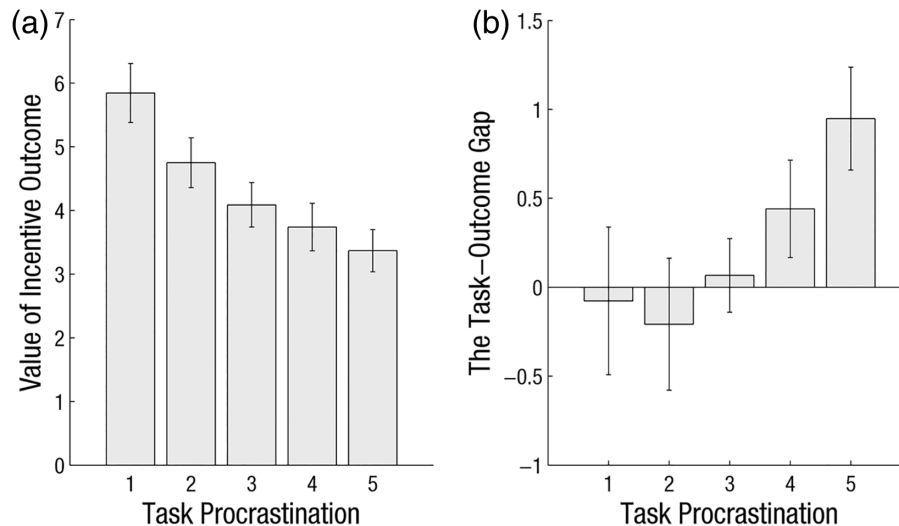 (a)
Value of Incentive Outcome
7
6
5
4
3
2
1
0
1 2 3 4 5
Task Procrastination
(b)
The Task–Outcome Gap
1.5
1
0.5
0
−0.5
−1
1 2 3 4 5
Task Procrastination